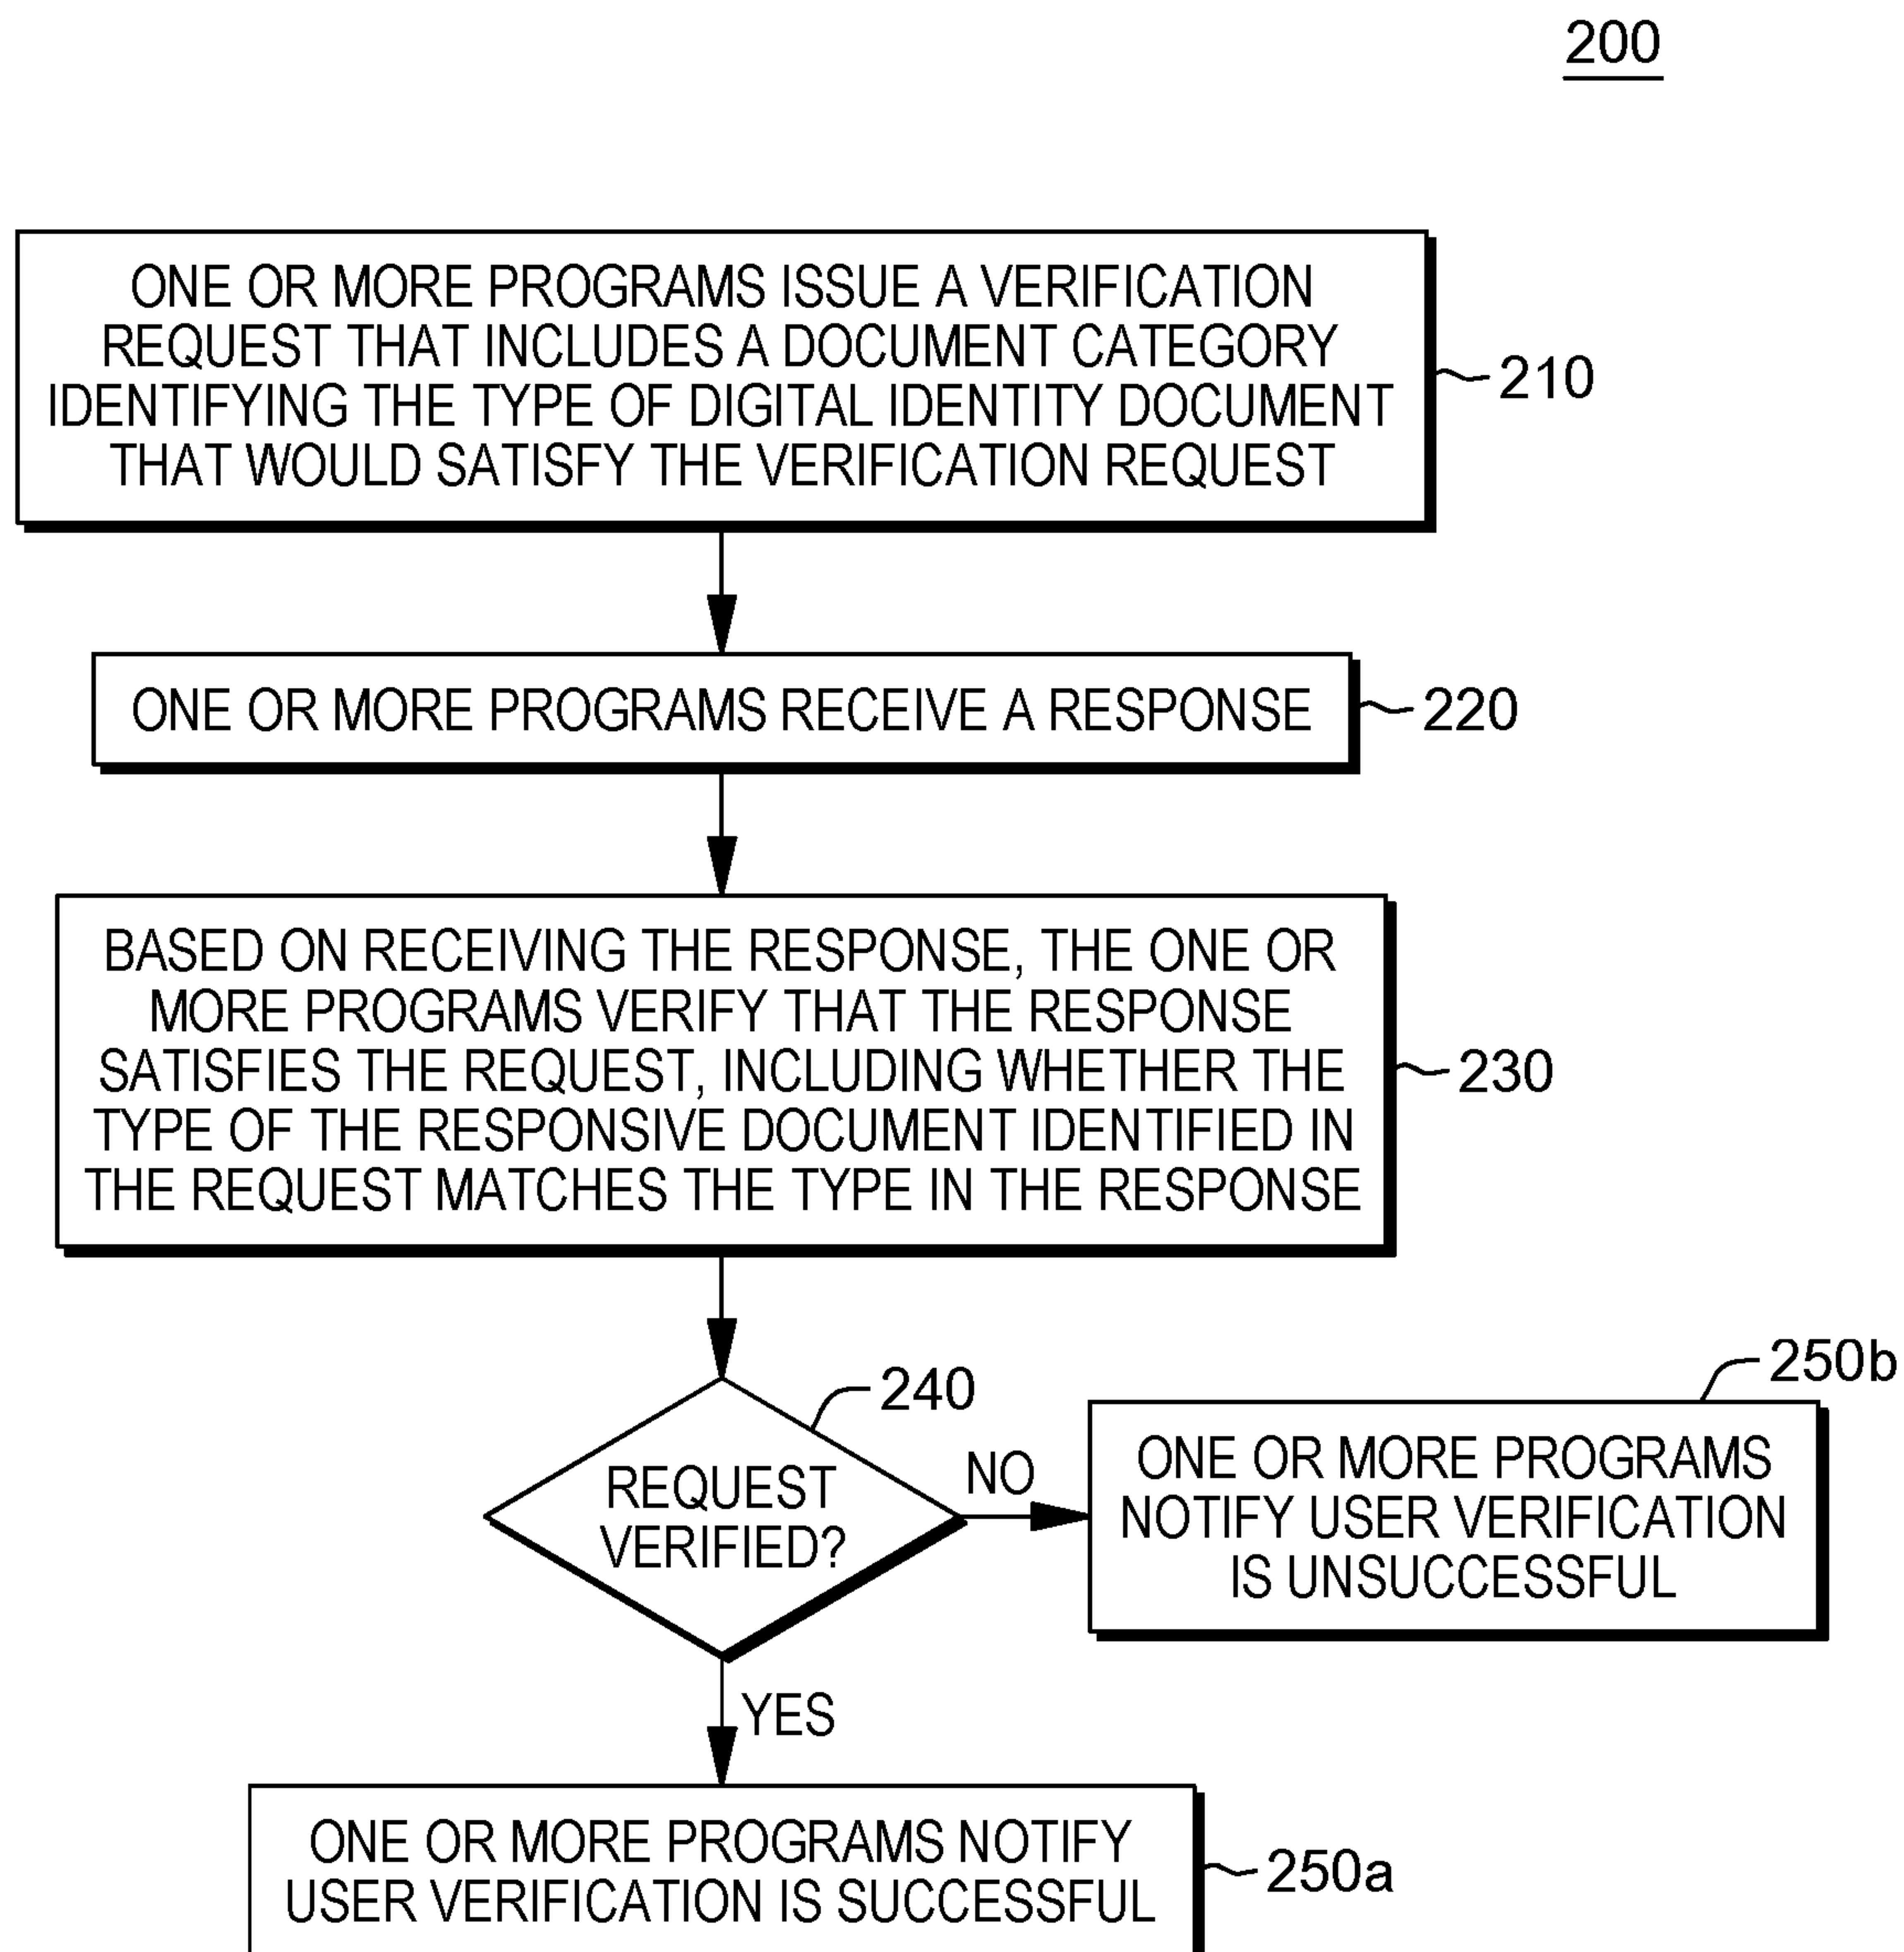 200
ONE OR MORE PROGRAMS ISSUE A VERIFICATION
REQUEST THAT INCLUDES A DOCUMENT CATEGORY
IDENTIFYING THE TYPE OF DIGITAL IDENTITY DOCUMENT
THAT WOULD SATISFY THE VERIFICATION REQUEST
210
ONE OR MORE PROGRAMS RECEIVE A RESPONSE
220
BASED ON RECEIVING THE RESPONSE, THE ONE OR
MORE PROGRAMS VERIFY THAT THE RESPONSE
SATISFIES THE REQUEST, INCLUDING WHETHER THE
TYPE OF THE RESPONSIVE DOCUMENT IDENTIFIED IN
THE REQUEST MATCHES THE TYPE IN THE RESPONSE
230
240
REQUEST
VERIFIED?
NO
250b
ONE OR MORE PROGRAMS
NOTIFY USER VERIFICATION
IS UNSUCCESSFUL
YES
ONE OR MORE PROGRAMS NOTIFY
USER VERIFICATION IS SUCCESSFUL
250a